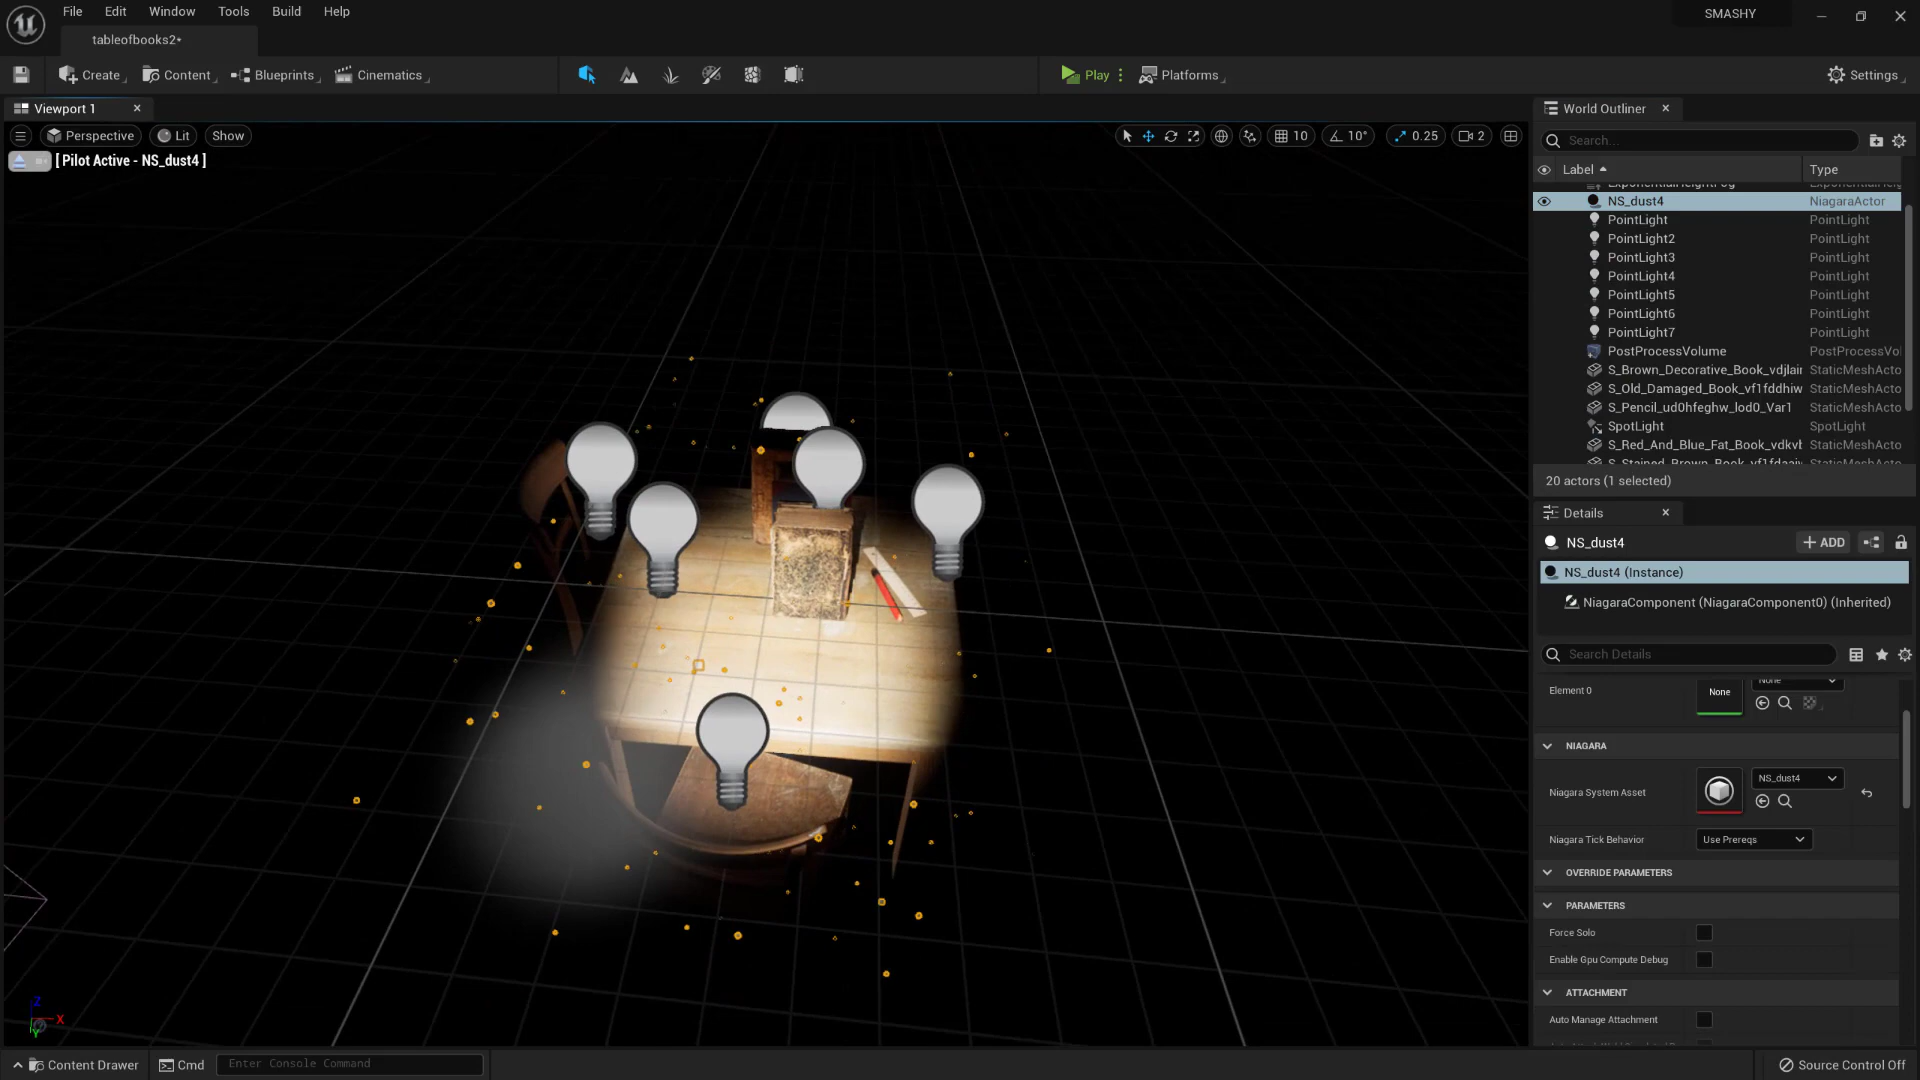 File Edit Window Tools Build Help
SMASHY
tableofbooks2•
Create Content Blueprints Cinematics
Play Platforms
Settings
Viewport 1
World Outliner
Perspective Lit Show
10 10° 0.25 2
Search...
[ Pilot Active - NS_dust4 ]
Label Type
NS_dust4 NiagaraActor
PointLight PointLight
PointLight2 PointLight
PointLight3 PointLight
PointLight4 PointLight
PointLight5 PointLight
PointLight6 PointLight
PointLight7 PointLight
PostProcessVolume PostProcessVo
S_Brown_Decorative_Book_vdjlair StaticMeshActo
S_Old_Damaged_Book_vf1fddhiw StaticMeshActo
S_Pencil_ud0hfeghw_lod0_Var1 StaticMeshActo
SpotLight SpotLight
S_Red_And_Blue_Fat_Book_vdkvb StaticMeshActo
20 actors (1 selected)
Details
NS_dust4
ADD
NS_dust4 (Instance)
NiagaraComponent (NiagaraComponent0) (Inherited)
Search Details
Element 0
None
None
NIAGARA
Niagara System Asset
NS_dust4
Niagara Tick Behavior
Use Prereqs
OVERRIDE PARAMETERS
PARAMETERS
Force Solo
Enable Gpu Compute Debug
ATTACHMENT
Auto Manage Attachment
Z
X
Y
Content Drawer Cmd Enter Console Command
Source Control Off